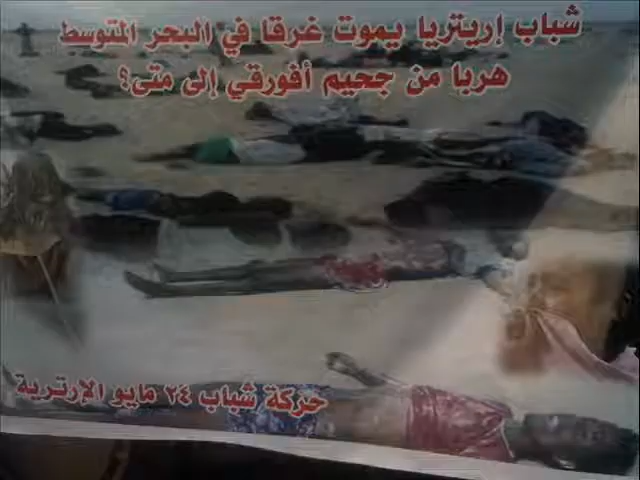 شباب إريتريا يموت غرقا في البحر المتوسط
هربا من جحيم أفورقي إلى متى؟
حركة شباب ٢٤ مايو الإرترية